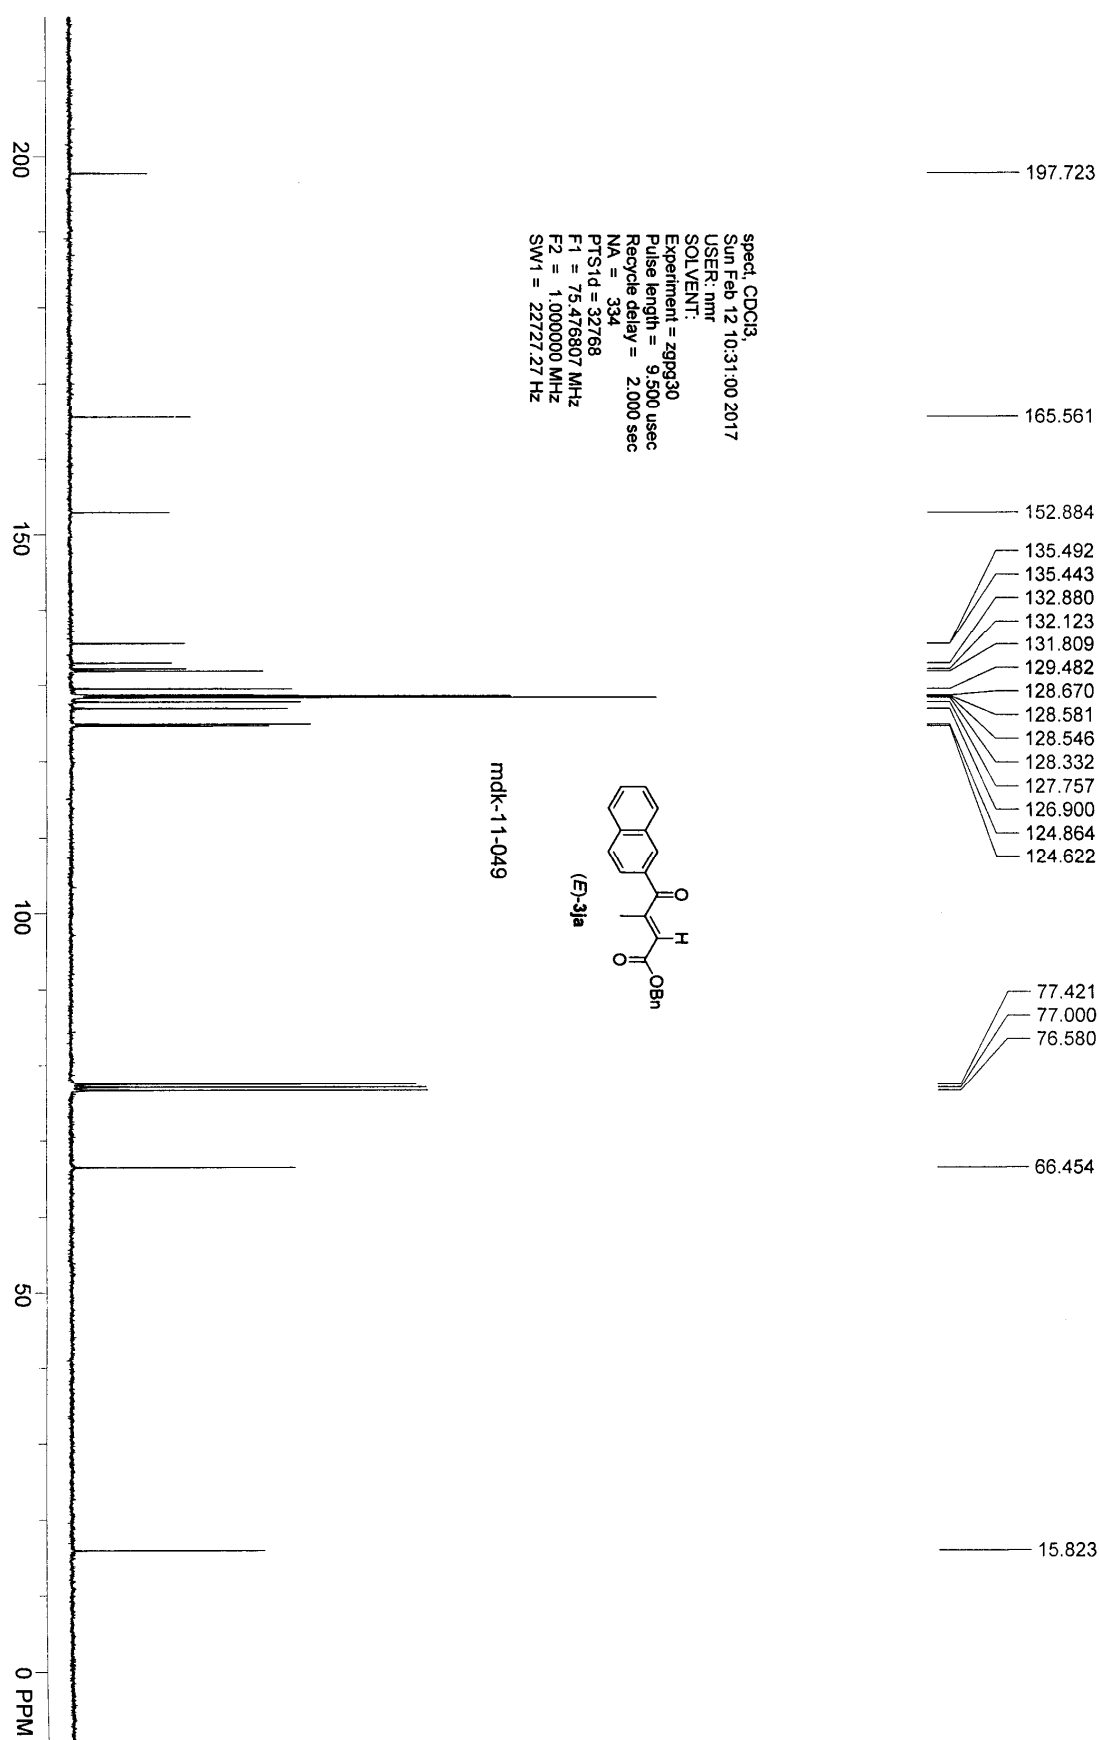 197.723
165.561
152.884
135.492
135.443
132.880
132.123
131.809
129.482
128.670
128.581
128.546
128.332
127.757
126.900
124.864
124.622
77.421
77.000
76.580
66.454
15.823
spect, CDCl3,
Sun Feb 12 10:31:00 2017
USER: nmr
SOLVENT:
Experiment = zgpg30
Pulse length = 9.500 usec
Recycle delay = 2.000 sec
NA = 334
PTS1d = 32768
F1 = 75.476807 MHz
F2 = 1.000000 MHz
SW1 = 22727.27 Hz
O
H
O
OBn
(E)-3ja
mdk-11-049
200
150
100
50
0 PPM